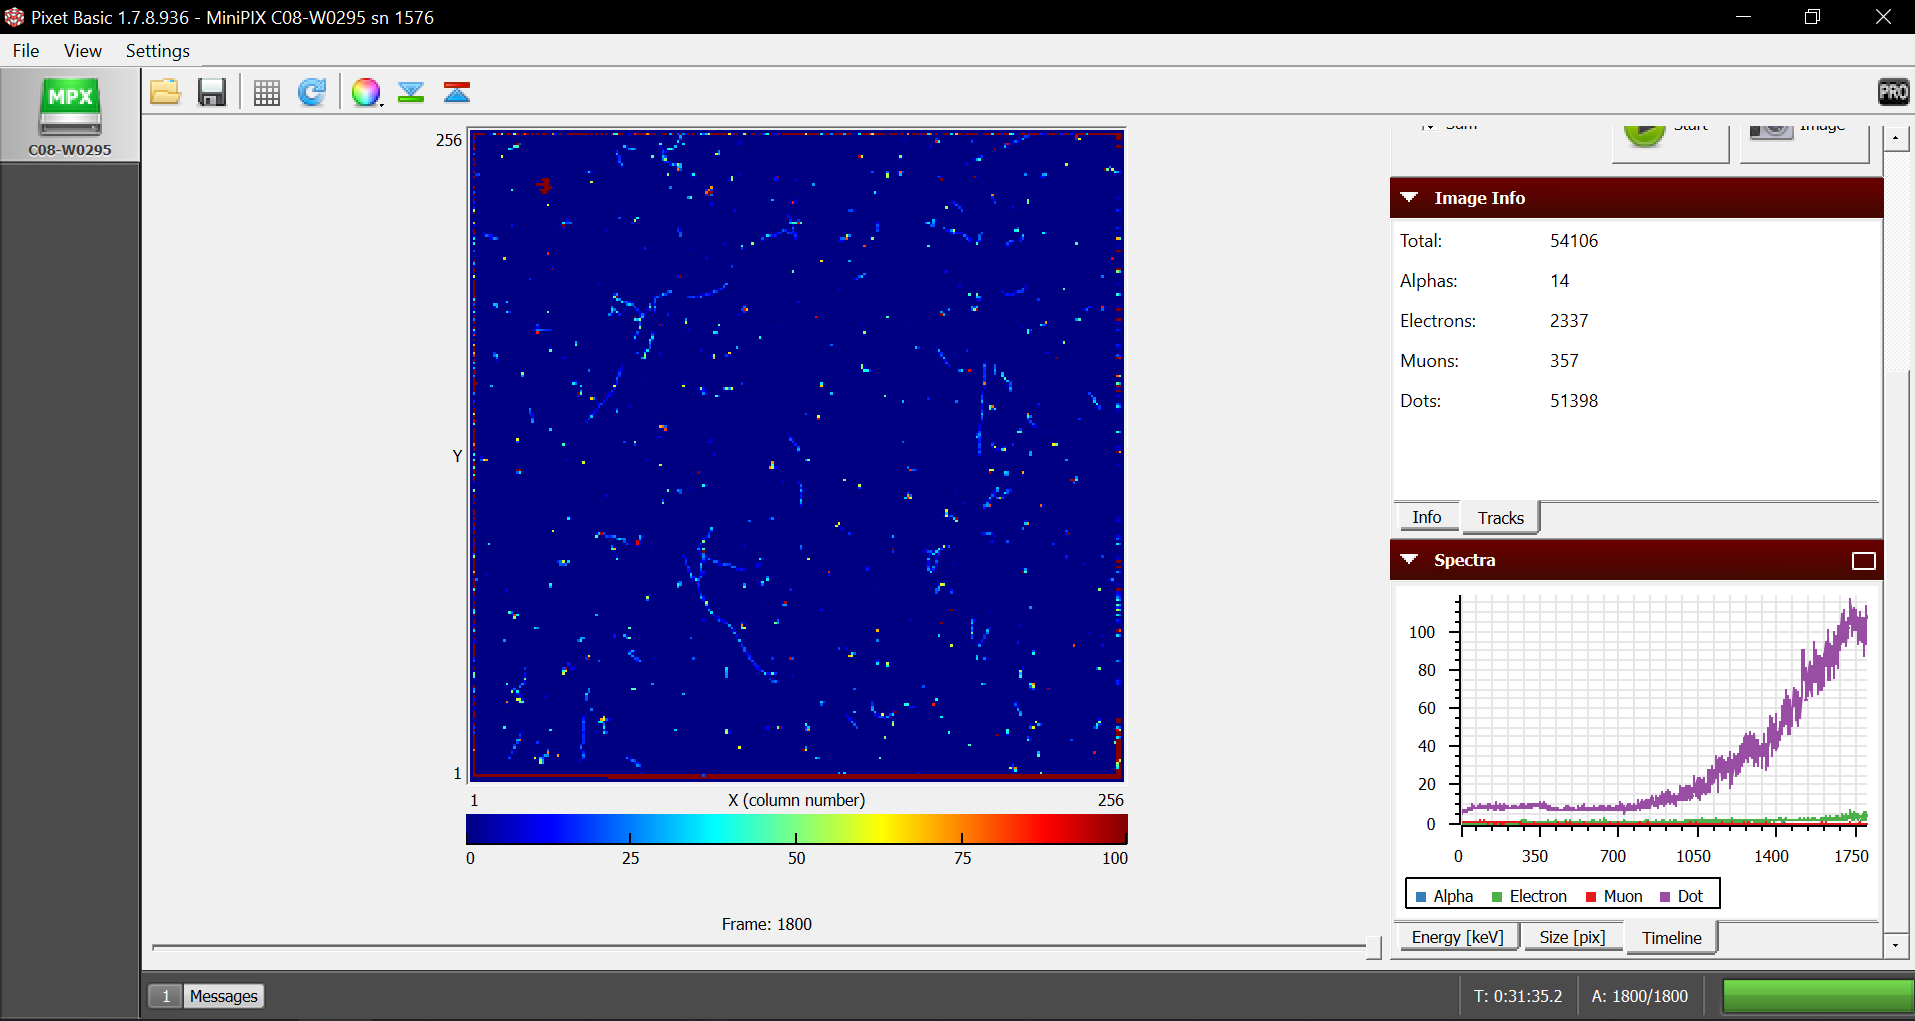 Pixet Basic 1.7.8.936 - MiniPIX C08-W0295 sn 1576
File View Settings
MPX
C08-W0295
PRO
Sum
Start
Image
256
Y
1
1 X (column number) 256
0 25 50 75 100
Frame: 1800
Image Info
Total: 54106
Alphas: 14
Electrons: 2337
Muons: 357
Dots: 51398
Info Tracks
Spectra
100
80
60
40
20
0
0 350 700 1050 1400 1750
Alpha Electron Muon Dot
Energy [keV] Size [pix] Timeline
1 Messages
T: 0:31:35.2 A: 1800/1800